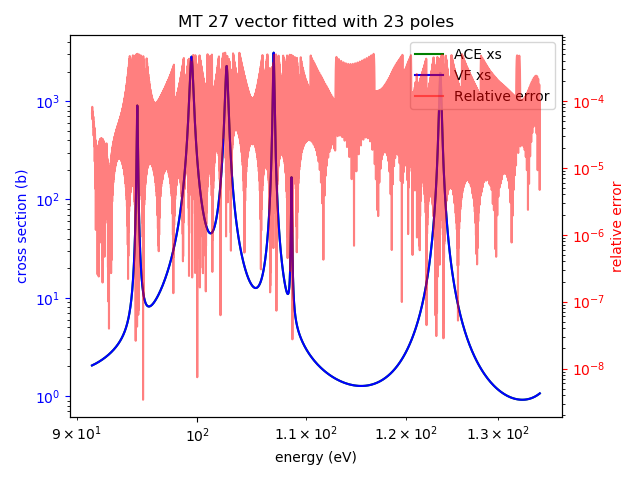 MT 27 vector fitted with 23 poles
ACE xs
VF xs
Relative error
cross section (b)
10³
10²
10¹
10⁰
relative error
10⁻⁴
10⁻⁵
10⁻⁶
10⁻⁷
10⁻⁸
9 × 10¹
10²
1.1 × 10²
1.2 × 10²
1.3 × 10²
energy (eV)